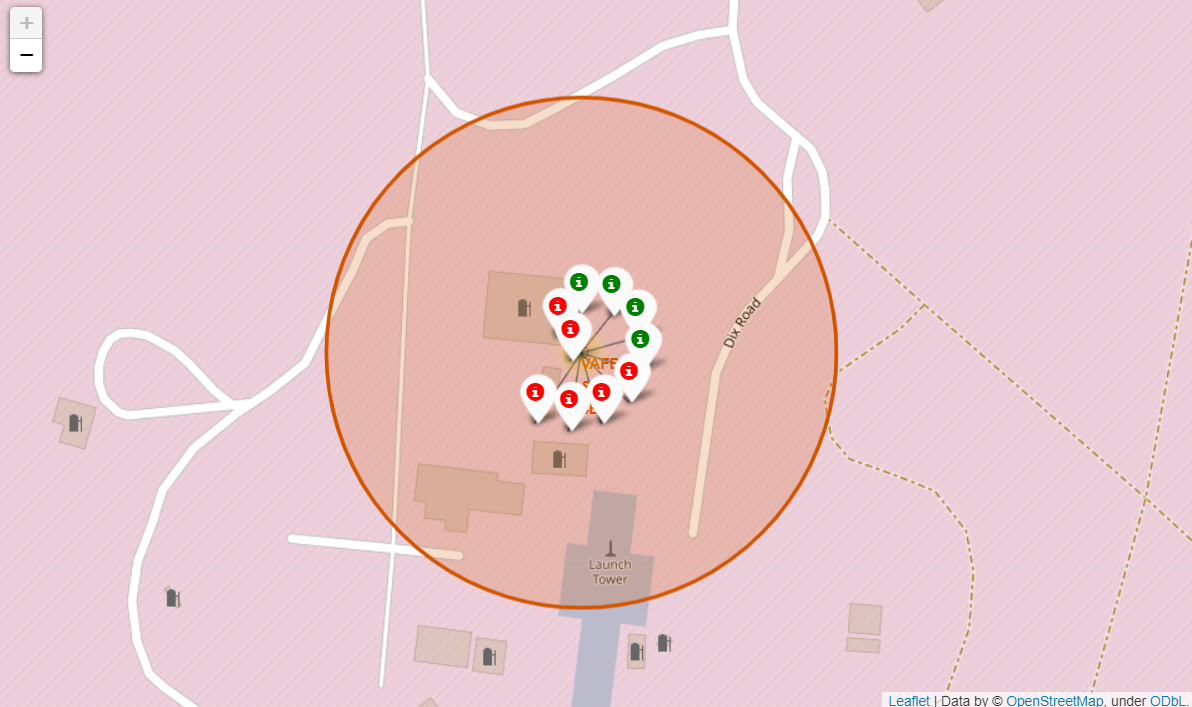 +
−
Dix Road
Launch
Tower
Leaflet | Data by © OpenStreetMap, under ODbL.